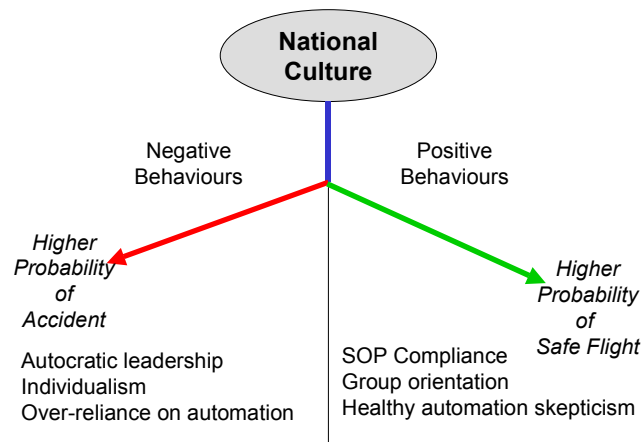 National
Culture
Negative
Behaviours
Positive
Behaviours
Higher
Probability
of
Accident
Higher
Probability
of
Safe Flight
Autocratic leadership
Individualism
Over-reliance on automation
SOP Compliance
Group orientation
Healthy automation skepticism